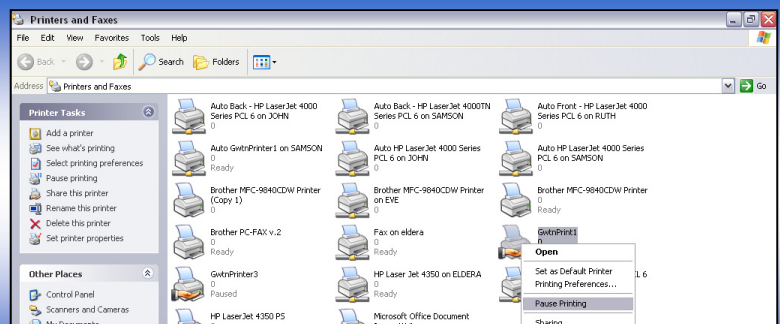 Printers and Faxes
File Edit View Favorites Tools Help
Back Search Folders
Address Printers and Faxes Go
Printer Tasks
Add a printer
See what's printing
Select printing preferences
Pause printing
Share this printer
Rename this printer
Delete this printer
Set printer properties
Other Places
Control Panel
Scanners and Cameras
My Documents
Auto Back - HP LaserJet 4000
Series PCL 6 on JOHN
0
Auto Back - HP LaserJet 4000TN
Series PCL 6 on SAMSON
0
Auto Front - HP LaserJet 4000
Series PCL 6 on RUTH
0
Auto GwtnPrinter1 on SAMSON
0
Ready
Auto HP LaserJet 4000 Series
PCL 6 on JOHN
0
Auto HP LaserJet 4000 Series
PCL 6 on SAMSON
0
Brother MFC-9840CDW Printer
(Copy 1)
0
Brother MFC-9840CDW Printer
on EVE
0
Brother MFC-9840CDW Printer
0
Ready
Brother PC-FAX v.2
0
Ready
Fax on eldera
0
Ready
GwtnPrint1
0
GwtnPrinter3
0
Paused
HP Laser Jet 4350 on ELDERA
0
Ready
L 6
HP LaserJet 4350 PS
0
Microsoft Office Document
Open
Set as Default Printer
Printing Preferences...
Pause Printing
Sharing